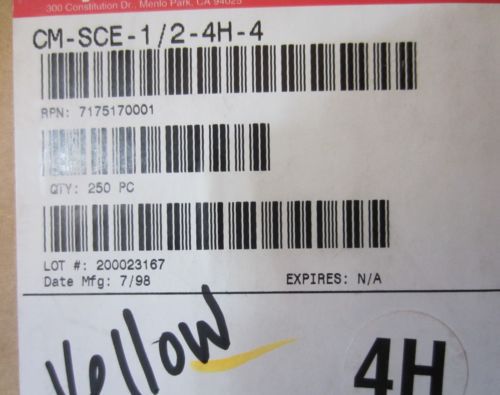 300 Constitution Dr., Menlo Park, CA 94025
CM-SCE-1/2-4H-4
RPN: 7175170001
QTY: 250 PC
LOT #: 200023167
Date Mfg: 7/98 EXPIRES: N/A
Yellow
4H